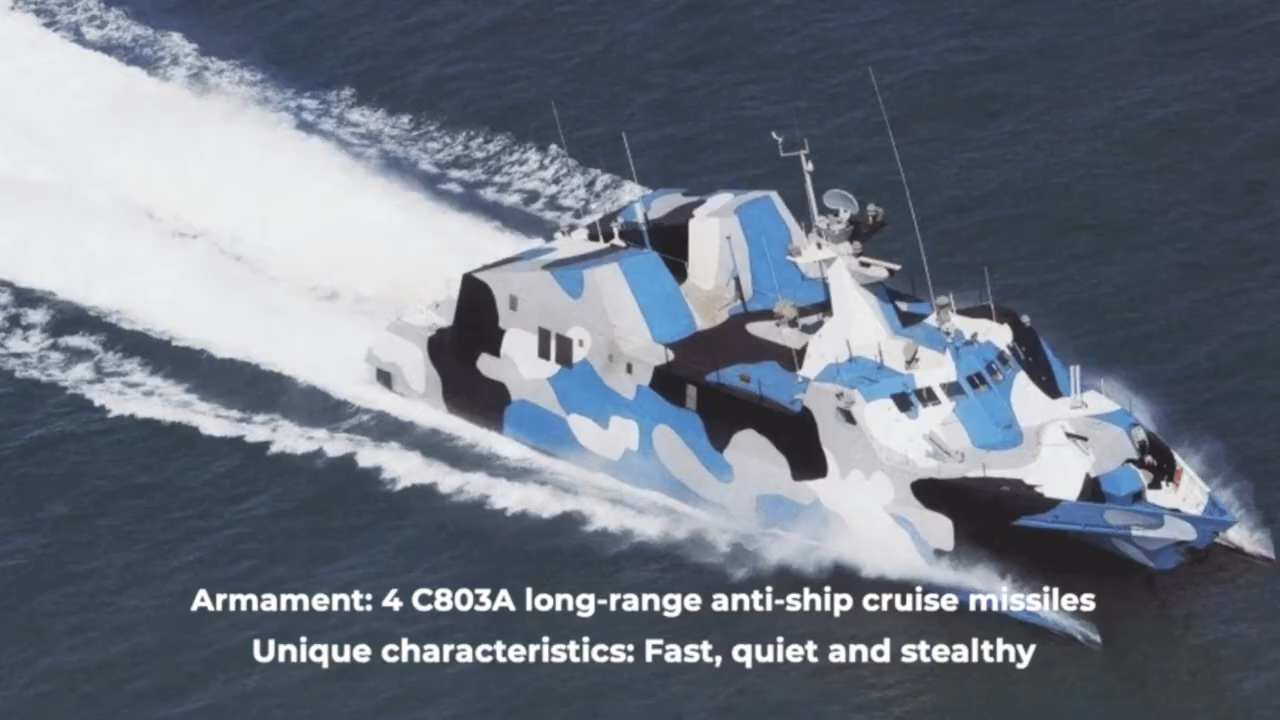 Armament: 4 C803A long-range anti-ship cruise missiles
Unique characteristics: Fast, quiet and stealthy